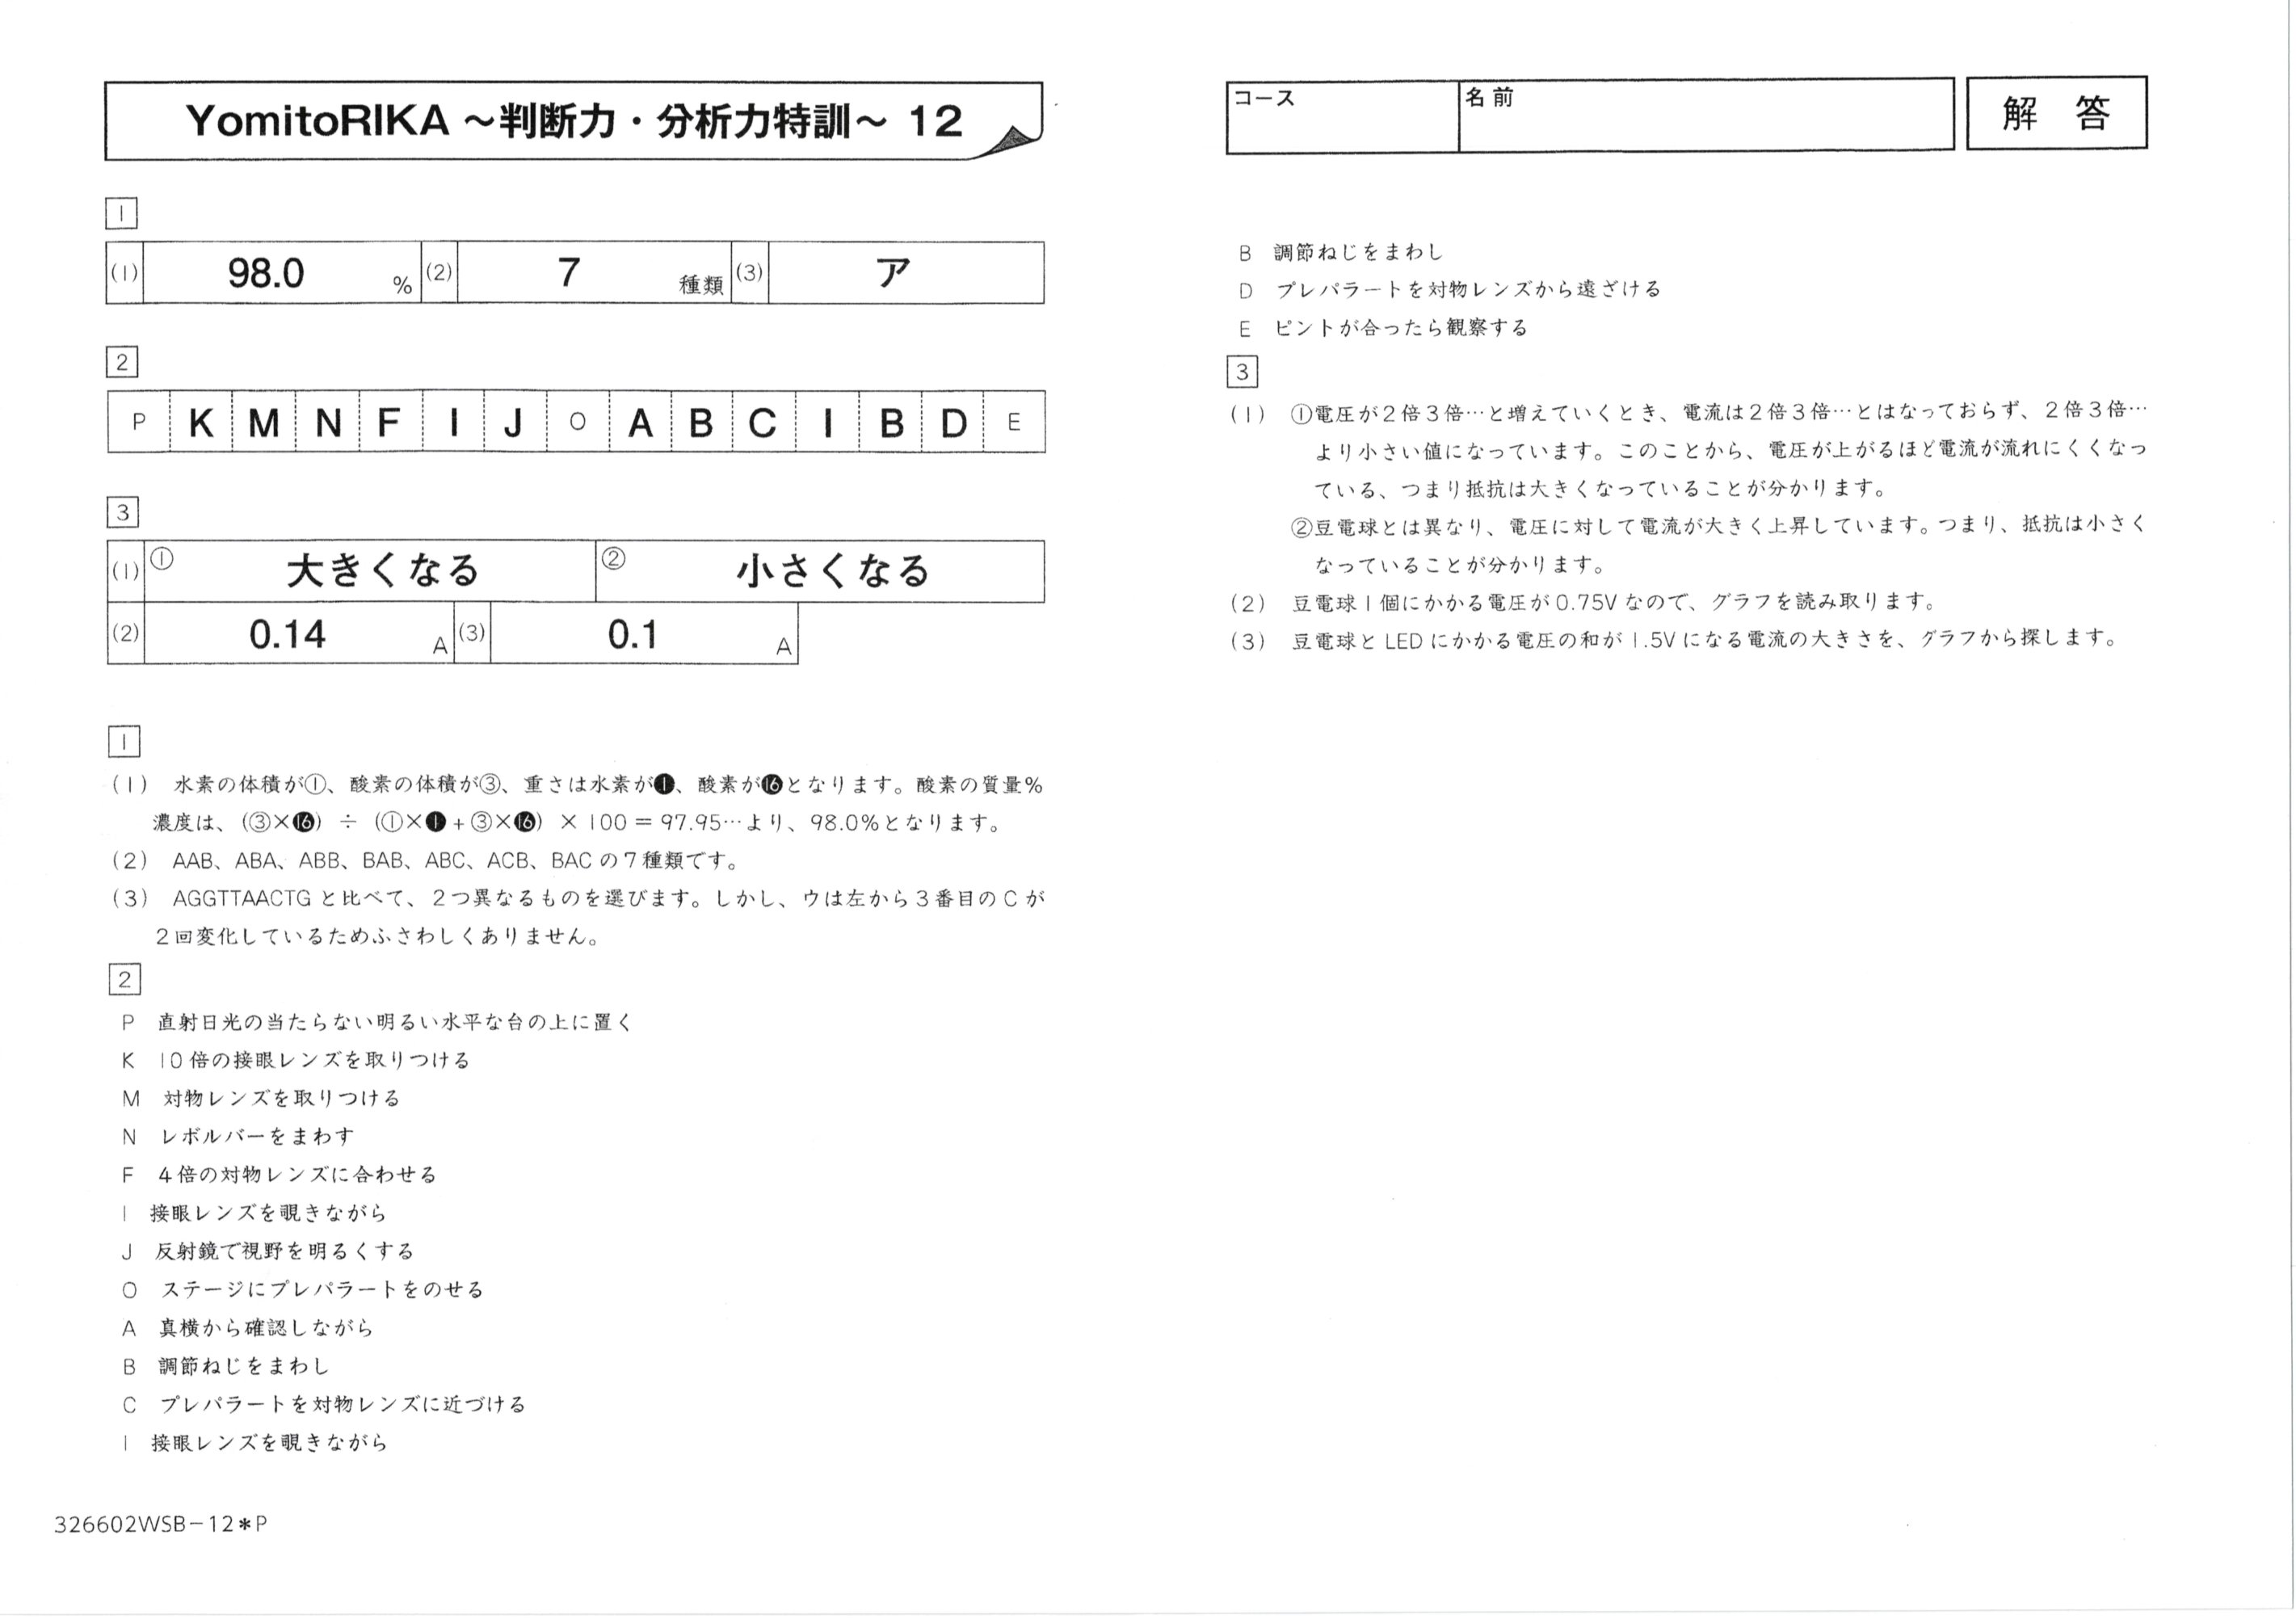 YomitoRIKA ～判断力・分析力特訓～ 12
1
(1) 98.0 % (2) 7 種類 (3) ア
2
P K M N F I J O A B C I B D E
3
(1) ① 大きくなる ② 小さくなる
(2) 0.14 A (3) 0.1 A
1
(1) 水素の体積が①、酸素の体積が③、重さは水素が❶、酸素が⓰となります。酸素の質量%
濃度は、(③×⓰) ÷ (①×❶+③×⓰) ×100＝97.95…より、98.0%となります。
(2) AAB、ABA、ABB、BAB、ABC、ACB、BACの7種類です。
(3) AGGTTAACTGと比べて、2つ異なるものを選びます。しかし、ウは左から3番目のCが
2回変化しているためふさわしくありません。
2
P 直射日光の当たらない明るい水平な台の上に置く
K 10倍の接眼レンズを取りつける
M 対物レンズを取りつける
N レボルバーをまわす
F 4倍の対物レンズに合わせる
I 接眼レンズを覗きながら
J 反射鏡で視野を明るくする
O ステージにプレパラートをのせる
A 真横から確認しながら
B 調節ねじをまわし
C プレパラートを対物レンズに近づける
I 接眼レンズを覗きながら
326602WSB－12＊P
コース 名前 解 答
B 調節ねじをまわし
D プレパラートを対物レンズから遠ざける
E ピントが合ったら観察する
3
(1) ①電圧が2倍3倍…と増えていくとき、電流は2倍3倍…とはなっておらず、2倍3倍…
より小さい値になっています。このことから、電圧が上がるほど電流が流れにくくなっ
ている、つまり抵抗は大きくなっていることが分かります。
②豆電球とは異なり、電圧に対して電流が大きく上昇しています。つまり、抵抗は小さく
なっていることが分かります。
(2) 豆電球1個にかかる電圧が0.75Vなので、グラフを読み取ります。
(3) 豆電球とLEDにかかる電圧の和が1.5Vになる電流の大きさを、グラフから探します。